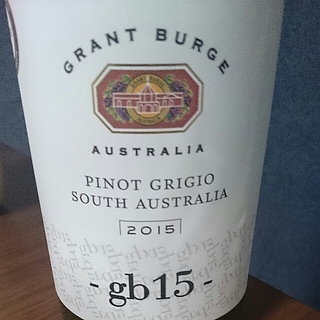 GRANT BURGE
AUSTRALIA
PINOT GRIGIO
SOUTH AUSTRALIA
2015
- gb15 -